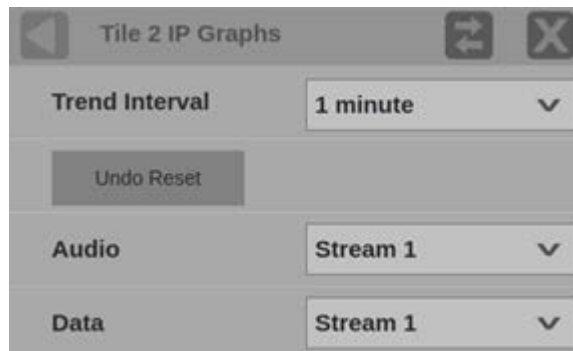 Tile 2 IP Graphs
Trend Interval 1 minute
Undo Reset
Audio Stream 1
Data Stream 1